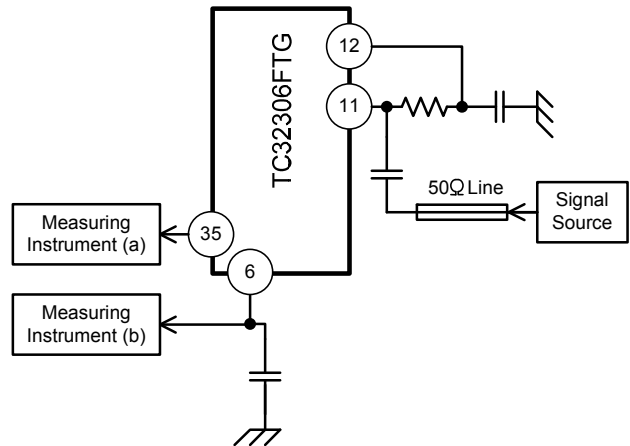 TC32306FTG
12
11
50Ω Line
Signal
Source
Measuring
Instrument (a)
35
6
Measuring
Instrument (b)